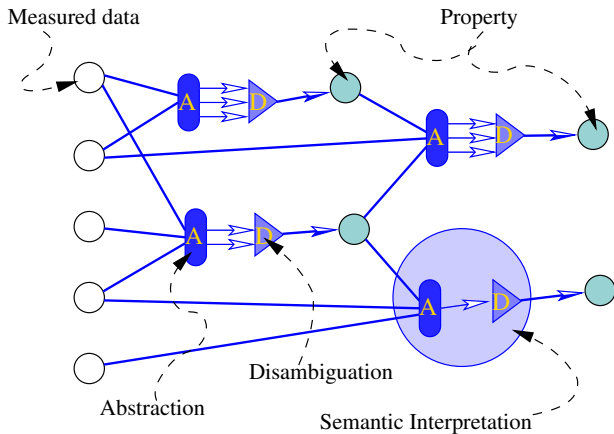 Measured data
Property
A
D
A
D
A
D
A
D
Disambiguation
Abstraction
Semantic Interpretation